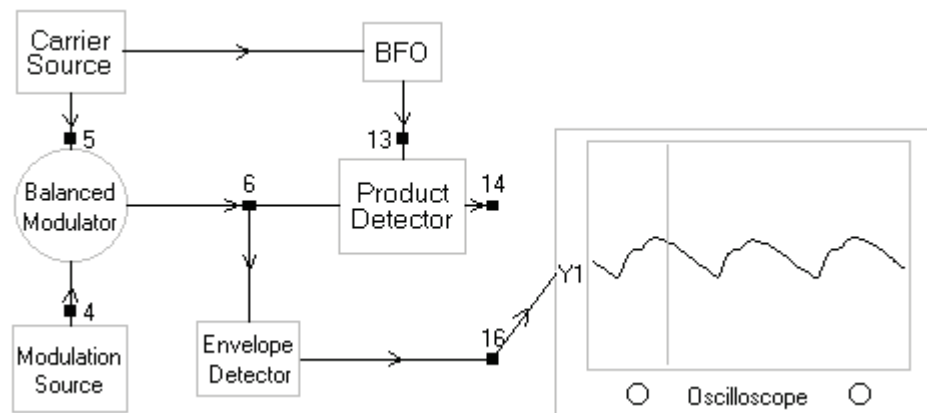 Carrier
Source
BFO
5
13
Balanced
Modulator
6
Product
Detector
14
Y1
4
Modulation
Source
Envelope
Detector
16
Oscilloscope